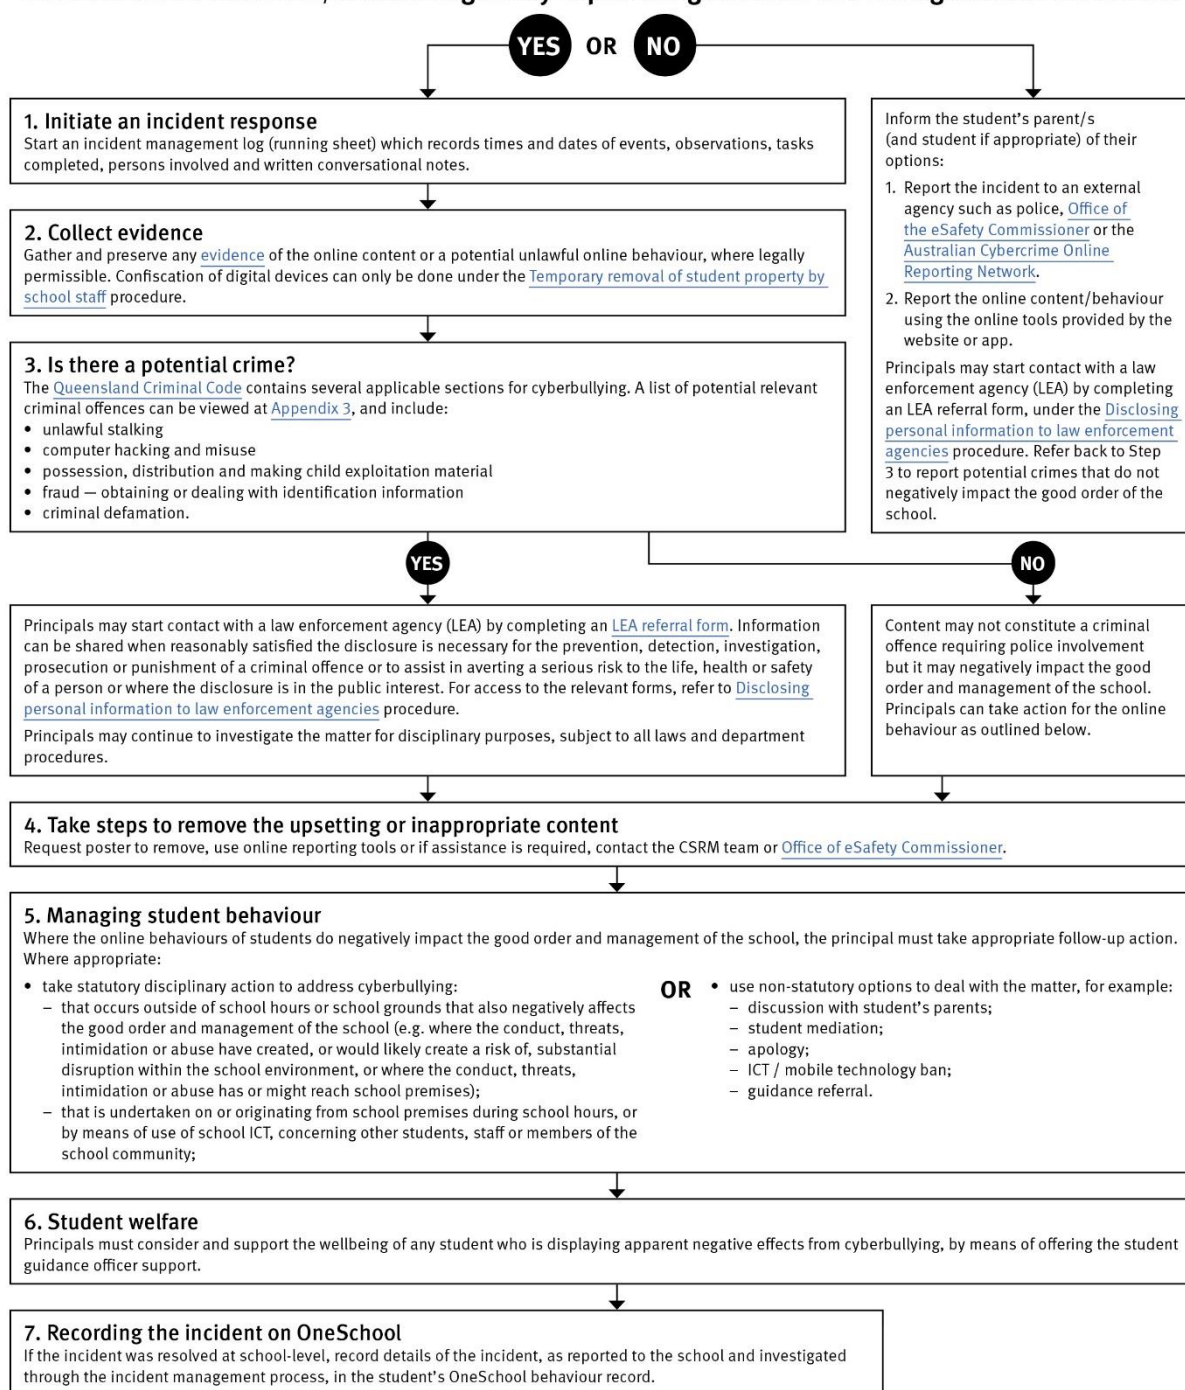 YES OR NO
1. Initiate an incident response
Start an incident management log (running sheet) which records times and dates of events, observations, tasks
completed, persons involved and written conversational notes.
2. Collect evidence
Gather and preserve any evidence of the online content or a potential unlawful online behaviour, where legally
permissible. Confiscation of digital devices can only be done under the Temporary removal of student property by
school staff procedure.
3. Is there a potential crime?
The Queensland Criminal Code contains several applicable sections for cyberbullying. A list of potential relevant
criminal offences can be viewed at Appendix 3, and include:
• unlawful stalking
• computer hacking and misuse
• possession, distribution and making child exploitation material
• fraud — obtaining or dealing with identification information
• criminal defamation.
Inform the student's parent/s
(and student if appropriate) of their
options:
1. Report the incident to an external
agency such as police, Office of
the eSafety Commissioner or the
Australian Cybercrime Online
Reporting Network.
2. Report the online content/behaviour
using the online tools provided by the
website or app.
Principals may start contact with a law
enforcement agency (LEA) by completing
an LEA referral form, under the Disclosing
personal information to law enforcement
agencies procedure. Refer back to Step
3 to report potential crimes that do not
negatively impact the good order of the
school.
YES
NO
Principals may start contact with a law enforcement agency (LEA) by completing an LEA referral form. Information
can be shared when reasonably satisfied the disclosure is necessary for the prevention, detection, investigation,
prosecution or punishment of a criminal offence or to assist in averting a serious risk to the life, health or safety
of a person or where the disclosure is in the public interest. For access to the relevant forms, refer to Disclosing
personal information to law enforcement agencies procedure.
Principals may continue to investigate the matter for disciplinary purposes, subject to all laws and department
procedures.
Content may not constitute a criminal
offence requiring police involvement
but it may negatively impact the good
order and management of the school.
Principals can take action for the online
behaviour as outlined below.
4. Take steps to remove the upsetting or inappropriate content
Request poster to remove, use online reporting tools or if assistance is required, contact the CSRM team or Office of eSafety Commissioner.
5. Managing student behaviour
Where the online behaviours of students do negatively impact the good order and management of the school, the principal must take appropriate follow-up action.
Where appropriate:
• take statutory disciplinary action to address cyberbullying:
– that occurs outside of school hours or school grounds that also negatively affects
the good order and management of the school (e.g. where the conduct, threats,
intimidation or abuse have created, or would likely create a risk of, substantial
disruption within the school environment, or where the conduct, threats,
intimidation or abuse has or might reach school premises);
– that is undertaken on or originating from school premises during school hours, or
by means of use of school ICT, concerning other students, staff or members of the
school community;
OR
• use non-statutory options to deal with the matter, for example:
– discussion with student's parents;
– student mediation;
– apology;
– ICT / mobile technology ban;
– guidance referral.
6. Student welfare
Principals must consider and support the wellbeing of any student who is displaying apparent negative effects from cyberbullying, by means of offering the student
guidance officer support.
7. Recording the incident on OneSchool
If the incident was resolved at school-level, record details of the incident, as reported to the school and investigated
through the incident management process, in the student's OneSchool behaviour record.